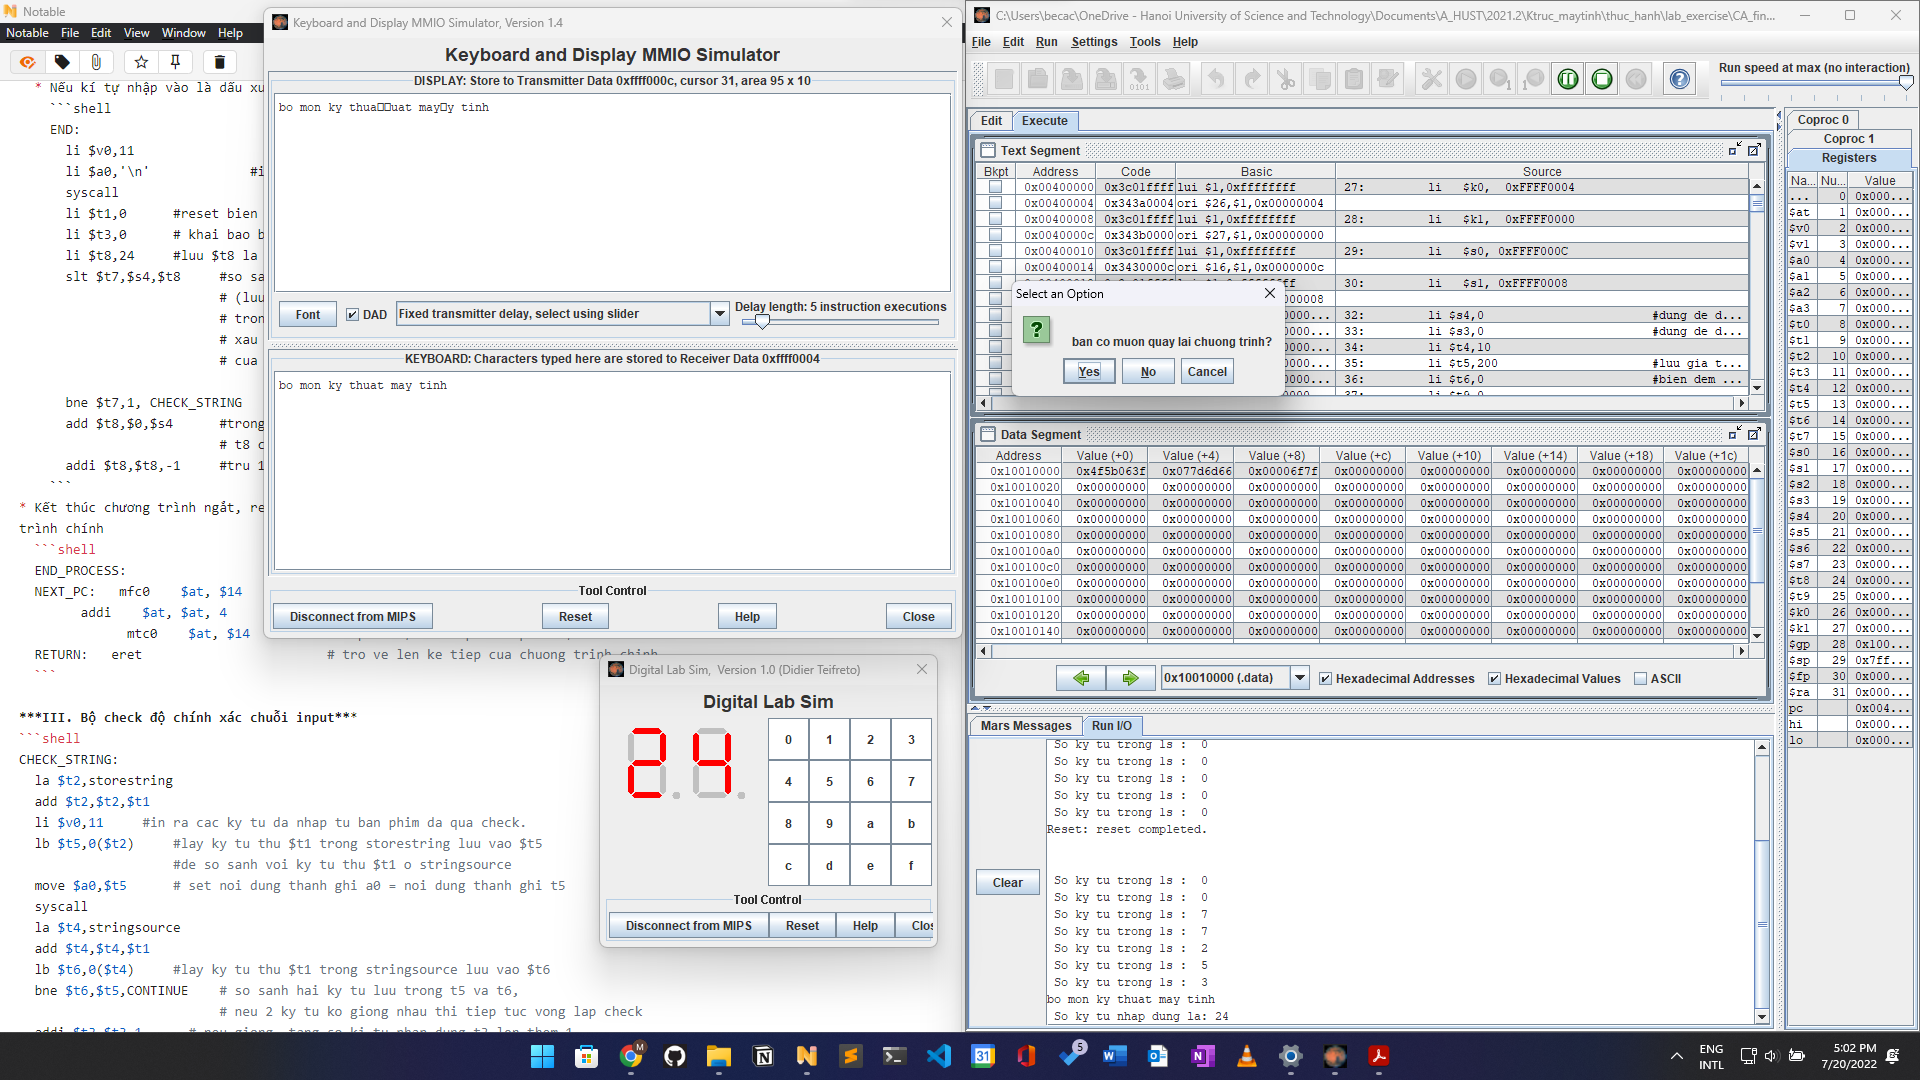 Notable
Notable File Edit View Window Help
* Nếu kí tự nhập vào là dấu xu
```shell
END:
li $v0,11
li $a0,'\n' #i
syscall
li $t1,0 #reset bien
li $t3,0 # khai bao b
li $t8,24 #luu $t8 la
slt $t7,$s4,$t8 #so sa
# (luu
# tron
# xau
# cua
bne $t7,1, CHECK_STRING
add $t8,$0,$s4 #trong
# t8 c
addi $t8,$t8,-1 #tru 1
```
* Kết thúc chương trình ngắt, re
trình chính
```shell
END_PROCESS:
NEXT_PC: mfc0 $at, $14
addi $at, $at, 4
mtc0 $at, $14
RETURN: eret # tro ve len ke tiep cua chuong trinh chinh
```
***III. Bộ check độ chính xác chuỗi input***
```shell
CHECK_STRING:
la $t2,storestring
add $t2,$t2,$t1
li $v0,11 #in ra cac ky tu da nhap tu ban phim da qua check.
lb $t5,0($t2) #lay ky tu thu $t1 trong storestring luu vao $t5
#de so sanh voi ky tu thu $t1 o stringsource
move $a0,$t5 # set noi dung thanh ghi a0 = noi dung thanh ghi t5
syscall
la $t4,stringsource
add $t4,$t4,$t1
lb $t6,0($t4) #lay ky tu thu $t1 trong stringsource luu vao $t6
bne $t6,$t5,CONTINUE # so sanh hai ky tu luu trong t5 va t6,
# neu 2 ky tu ko giong nhau thi tiep tuc vong lap check
Keyboard and Display MMIO Simulator, Version 1.4
Keyboard and Display MMIO Simulator
DISPLAY: Store to Transmitter Data 0xffff000c, cursor 31, area 95 x 10
bo mon ky thua□□uat may□y tinh
Font DAD Fixed transmitter delay, select using slider Delay length: 5 instruction executions
KEYBOARD: Characters typed here are stored to Receiver Data 0xffff0004
bo mon ky thuat may tinh
Tool Control
Disconnect from MIPS Reset Help Close
Digital Lab Sim, Version 1.0 (Didier Teifreto)
Digital Lab Sim
24
0 1 2 3
4 5 6 7
8 9 a b
c d e f
Tool Control
Disconnect from MIPS Reset Help Clos
C:\Users\becac\OneDrive - Hanoi University of Science and Technology\Documents\A_HUST\2021.2\Ktruc_maytinh\thuc_hanh\lab_exercise\CA_fin...
File Edit Run Settings Tools Help
Run speed at max (no interaction)
Edit Execute
Text Segment
Bkpt Address Code Basic Source
0x00400000 0x3c01ffff lui $1,0xffffffff 27: li $k0, 0xFFFF0004
0x00400004 0x343a0004 ori $26,$1,0x00000004
0x00400008 0x3c01ffff lui $1,0xffffffff 28: li $k1, 0xFFFF0000
0x0040000c 0x343b0000 ori $27,$1,0x00000000
0x00400010 0x3c01ffff lui $1,0xffffffff 29: li $s0, 0xFFFF000C
0x00400014 0x3430000c ori $16,$1,0x0000000c
30: li $s1, 0xFFFF0008
00000008
000... 32: li $s4,0 #dung de d...
000... 33: li $s3,0 #dung de d...
000... 34: li $t4,10
000... 35: li $t5,200 #luu gia t...
000... 36: li $t6,0 #bien dem ...
37: li $t9,0
Select an Option
ban co muon quay lai chuong trinh?
Yes No Cancel
Data Segment
Address Value (+0) Value (+4) Value (+8) Value (+c) Value (+10) Value (+14) Value (+18) Value (+1c)
0x10010000 0x4f5b063f 0x077d6d66 0x00006f7f 0x00000000 0x00000000 0x00000000 0x00000000 0x00000000
0x10010020 0x00000000 0x00000000 0x00000000 0x00000000 0x00000000 0x00000000 0x00000000 0x00000000
0x10010040 0x00000000 0x00000000 0x00000000 0x00000000 0x00000000 0x00000000 0x00000000 0x00000000
0x10010060 0x00000000 0x00000000 0x00000000 0x00000000 0x00000000 0x00000000 0x00000000 0x00000000
0x10010080 0x00000000 0x00000000 0x00000000 0x00000000 0x00000000 0x00000000 0x00000000 0x00000000
0x100100a0 0x00000000 0x00000000 0x00000000 0x00000000 0x00000000 0x00000000 0x00000000 0x00000000
0x100100c0 0x00000000 0x00000000 0x00000000 0x00000000 0x00000000 0x00000000 0x00000000 0x00000000
0x100100e0 0x00000000 0x00000000 0x00000000 0x00000000 0x00000000 0x00000000 0x00000000 0x00000000
0x10010100 0x00000000 0x00000000 0x00000000 0x00000000 0x00000000 0x00000000 0x00000000 0x00000000
0x10010120 0x00000000 0x00000000 0x00000000 0x00000000 0x00000000 0x00000000 0x00000000 0x00000000
0x10010140 0x00000000 0x00000000 0x00000000 0x00000000 0x00000000 0x00000000 0x00000000 0x00000000
0x10010000 (.data) Hexadecimal Addresses Hexadecimal Values ASCII
Mars Messages Run I/O
So ky tu trong 1s : 0
So ky tu trong 1s : 0
So ky tu trong 1s : 0
So ky tu trong 1s : 0
So ky tu trong 1s : 0
Reset: reset completed.
So ky tu trong 1s : 0
So ky tu trong 1s : 0
So ky tu trong 1s : 7
So ky tu trong 1s : 7
So ky tu trong 1s : 2
So ky tu trong 1s : 5
So ky tu trong 1s : 3
bo mon ky thuat may tinh
So ky tu nhap dung la: 24
Clear
Coproc 0
Coproc 1
Registers
Na... Nu... Value
... 0 0x000...
$at 1 0x000...
$v0 2 0x000...
$v1 3 0x000...
$a0 4 0x000...
$a1 5 0x000...
$a2 6 0x000...
$a3 7 0x000...
$t0 8 0x000...
$t1 9 0x000...
$t2 10 0x000...
$t3 11 0x000...
$t4 12 0x000...
$t5 13 0x000...
$t6 14 0x000...
$t7 15 0x000...
$s0 16 0x000...
$s1 17 0x000...
$s2 18 0x000...
$s3 19 0x000...
$s4 20 0x000...
$s5 21 0x000...
$s6 22 0x000...
$s7 23 0x000...
$t8 24 0x000...
$t9 25 0x000...
$k0 26 0x000...
$k1 27 0x000...
$gp 28 0x100...
$sp 29 0x7ff...
$fp 30 0x000...
$ra 31 0x000...
pc 0x004...
hi 0x000...
lo 0x000...
ENG
INTL
5:02 PM
7/20/2022